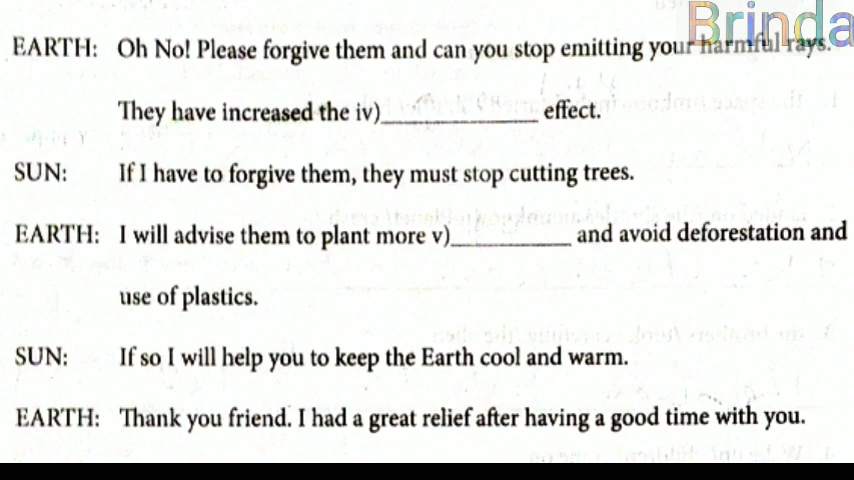 Brinda
EARTH: Oh No! Please forgive them and can you stop emitting your harmful rays.
They have increased the iv)______________ effect.
SUN: If I have to forgive them, they must stop cutting trees.
EARTH: I will advise them to plant more v)___________ and avoid deforestation and
use of plastics.
SUN: If so I will help you to keep the Earth cool and warm.
EARTH: Thank you friend. I had a great relief after having a good time with you.